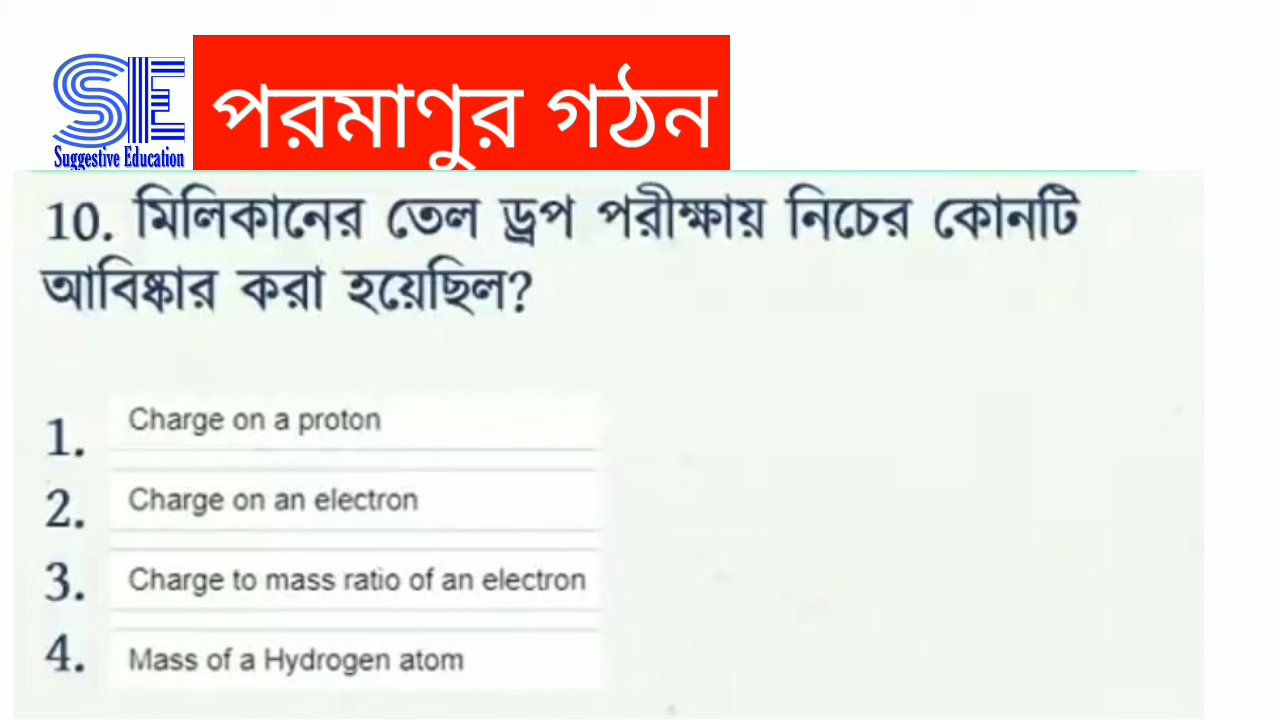 SE
Suggestive Education
পরমাণুর গঠন
10. মিলিকানের তেল ড্রপ পরীক্ষায় নিচের কোনটি
আবিষ্কার করা হয়েছিল?
1. Charge on a proton
2. Charge on an electron
3. Charge to mass ratio of an electron
4. Mass of a Hydrogen atom